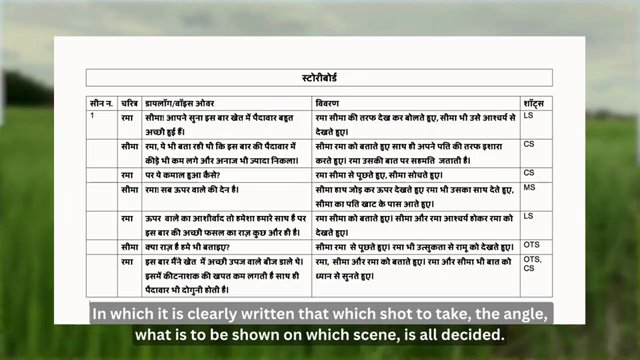 स्टोरीबोर्ड
सीन न. चरित्र डायलॉग/वॉइस ओवर विवरण शॉट्स
1 रमा सीमा! आपने सुना इस बार खेत में पैदावार बहुत रमा सीमा की तरफ देख कर बोलते हुए, सीमा भी उसे आश्चर्य से LS
अच्छी हुई हैं। देखते हुए।
सीमा रमा, ये भी बता रही थी कि इस बार की पैदावार में सीमा रमा को बताते हुए साथ ही अपने पति की तरफ इशारा CS
कीड़े भी कम लगे और अनाज भी ज्यादा निकला। करते हुए। रमा उसकी बात पर सहमति जताती है।
रमा पर ये कमाल हुआ कैसे? रमा सीमा से पूछते हुए, सीमा सोचते हुए। CS
सीमा रमा! सब ऊपर वाले की देन है। सीमा हाथ जोड़ कर ऊपर देखते हुए रमा भी उसका साथ देते हुए, MS
सीमा का पति खाट के पास आते हुए।
रमा ऊपर वाले का आशीर्वाद तो हमेशा हमारे साथ है पर सीमा रमा को बताते हुए। सीमा और रमा आश्चर्य होकर रमा को LS
इस बार की अच्छी फसल का राज़ कुछ और ही है। देखते हुए।
सीमा क्या राज़ है हमे भी बताइए? सीमा रमा से पूछते हुए। रमा भी उत्सुकता से रामू को देखते हुए। OTS
रमा इस बार मैंने खेत में अच्छी उपज वाले बीज डाले थे। रमा, सीमा और रमा को बताते हुए। रमा और सीमा भी बात को OTS,
इसमें कीटनाशक की खपत कम लगती है साथ ही ध्यान से सुनते हुए। CS
पैदावार भी दोगुनी होती है।
In which it is clearly written that which shot to take, the angle,
what is to be shown on which scene, is all decided.